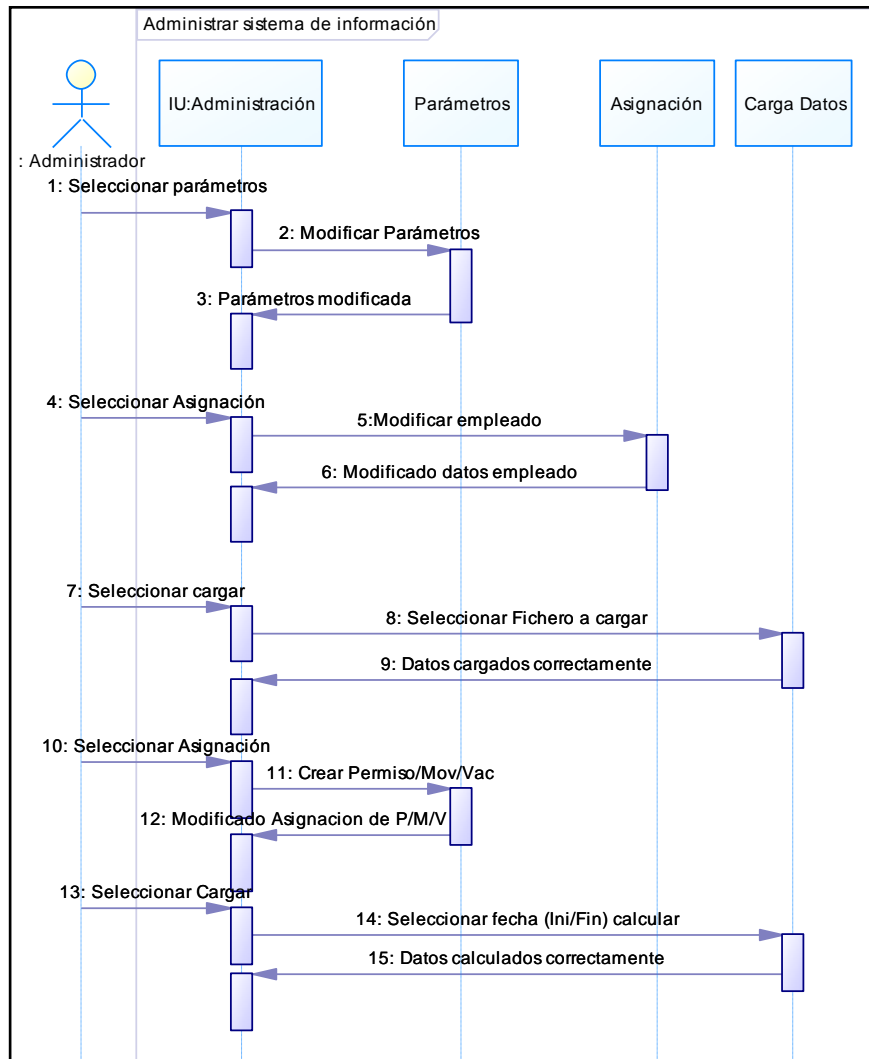 Administrar sistema de información
: Administrador
IU:Administración
Parámetros
Asignación
Carga Datos
1: Seleccionar parámetros
2: Modificar Parámetros
3: Parámetros modificada
4: Seleccionar Asignación
5:Modificar empleado
6: Modificado datos empleado
7: Seleccionar cargar
8: Seleccionar Fichero a cargar
9: Datos cargados correctamente
10: Seleccionar Asignación
11: Crear Permiso/Mov/Vac
12: Modificado Asignacion de P/M/V
13: Seleccionar Cargar
14: Seleccionar fecha (Ini/Fin) calcular
15: Datos calculados correctamente